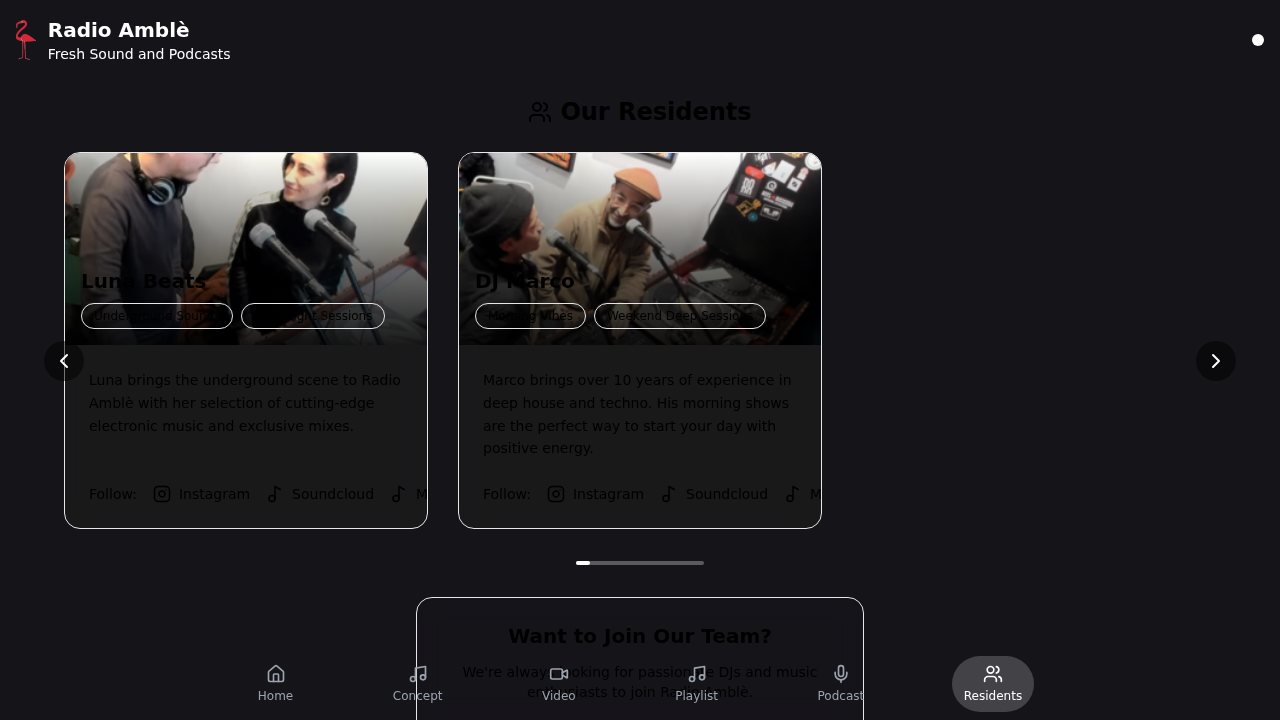 Radio Amblè
Fresh Sound and Podcasts
Our Residents
Luna Beats
Underground Sounds
Late Night Sessions
Luna brings the underground scene to Radio
Amblè with her selection of cutting-edge
electronic music and exclusive mixes.
Follow:
Instagram
Soundcloud
M
DJ Marco
Morning Vibes
Weekend Deep Sessions
Marco brings over 10 years of experience in
deep house and techno. His morning shows
are the perfect way to start your day with
positive energy.
Follow:
Instagram
Soundcloud
M
Want to Join Our Team?
We're always looking for passionate DJs and music
enthusiasts to join Radio Amblè.
Home
Concept
Video
Playlist
Podcast
Residents